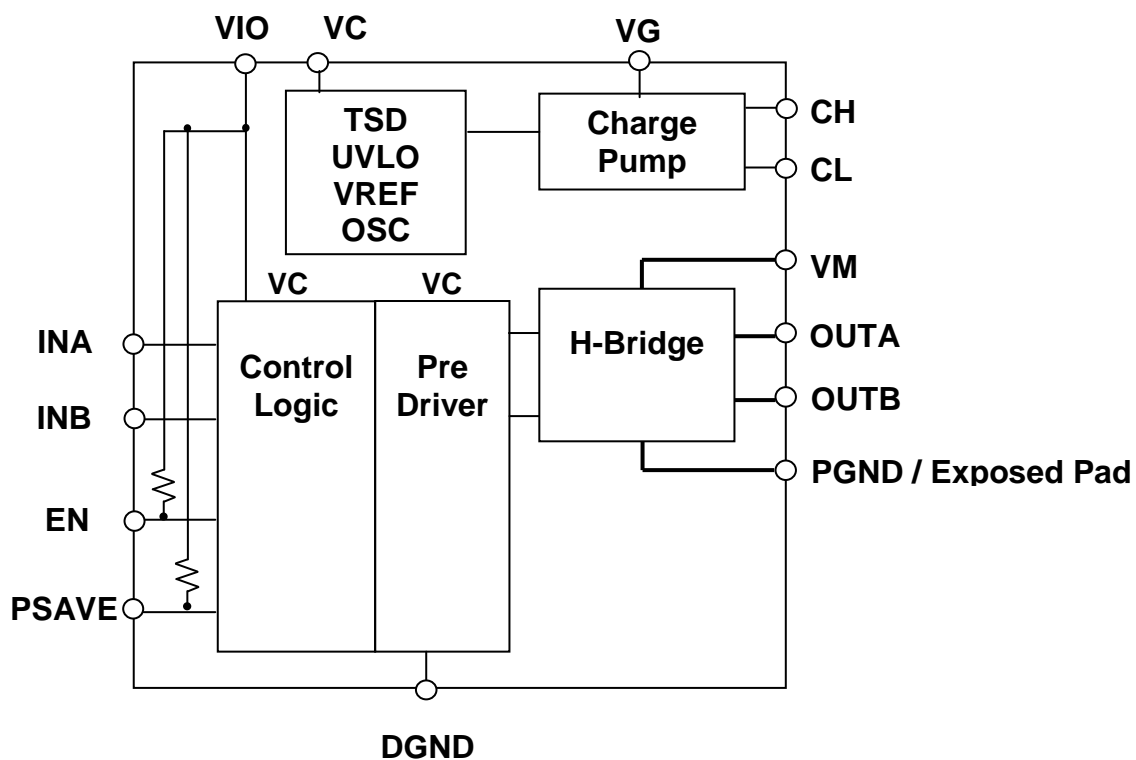 VIO
VC
VG
TSD
UVLO
VREF
OSC
Charge
Pump
CH
CL
VM
VC
VC
INA
Control
Logic
Pre
Driver
H-Bridge
OUTA
OUTB
INB
PGND / Exposed Pad
EN
PSAVE
DGND